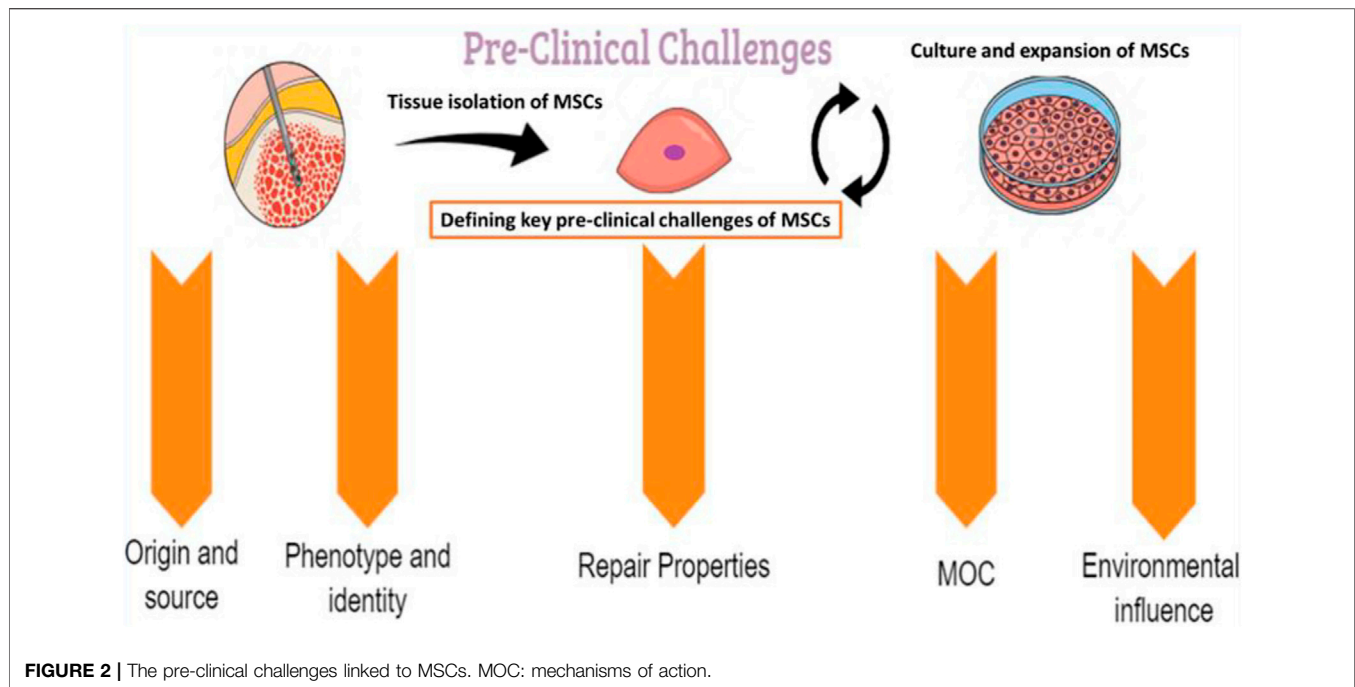 Pre-Clinical Challenges
Culture and expansion of MSCs
Tissue isolation of MSCs
Defining key pre-clinical challenges of MSCs
Origin and
source
Phenotype and
identity
Repair Properties
MOC
Environmental
influence
FIGURE 2 | The pre-clinical challenges linked to MSCs. MOC: mechanisms of action.